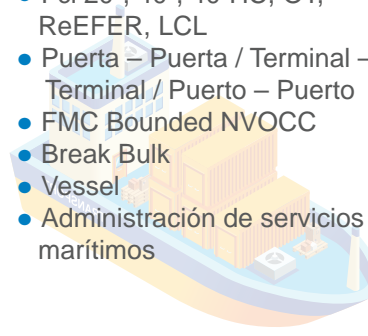 ReEFER, LCL
● Puerta – Puerta / Terminal –
Terminal / Puerto – Puerto
● FMC Bounded NVOCC
● Break Bulk
● Vessel
● Administración de servicios
marítimos